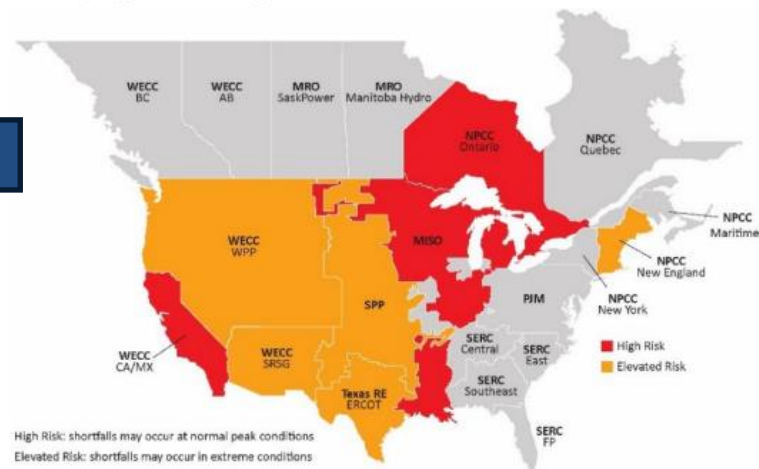 WECC
BC
WECC
AB
MRO
SaskPower
MRO
Manitoba Hydro
NPCC
Ontario
NPCC
Quebec
NPCC
Maritime
NPCC
New England
NPCC
New York
WECC
WPP
MISO
SPP
PJM
WECC
CA/MX
WECC
SRSG
SERC
Central
SERC
East
SERC
Southeast
Texas RE
ERCOT
SERC
FP
High Risk
Elevated Risk
High Risk: shortfalls may occur at normal peak conditions
Elevated Risk: shortfalls may occur in extreme conditions